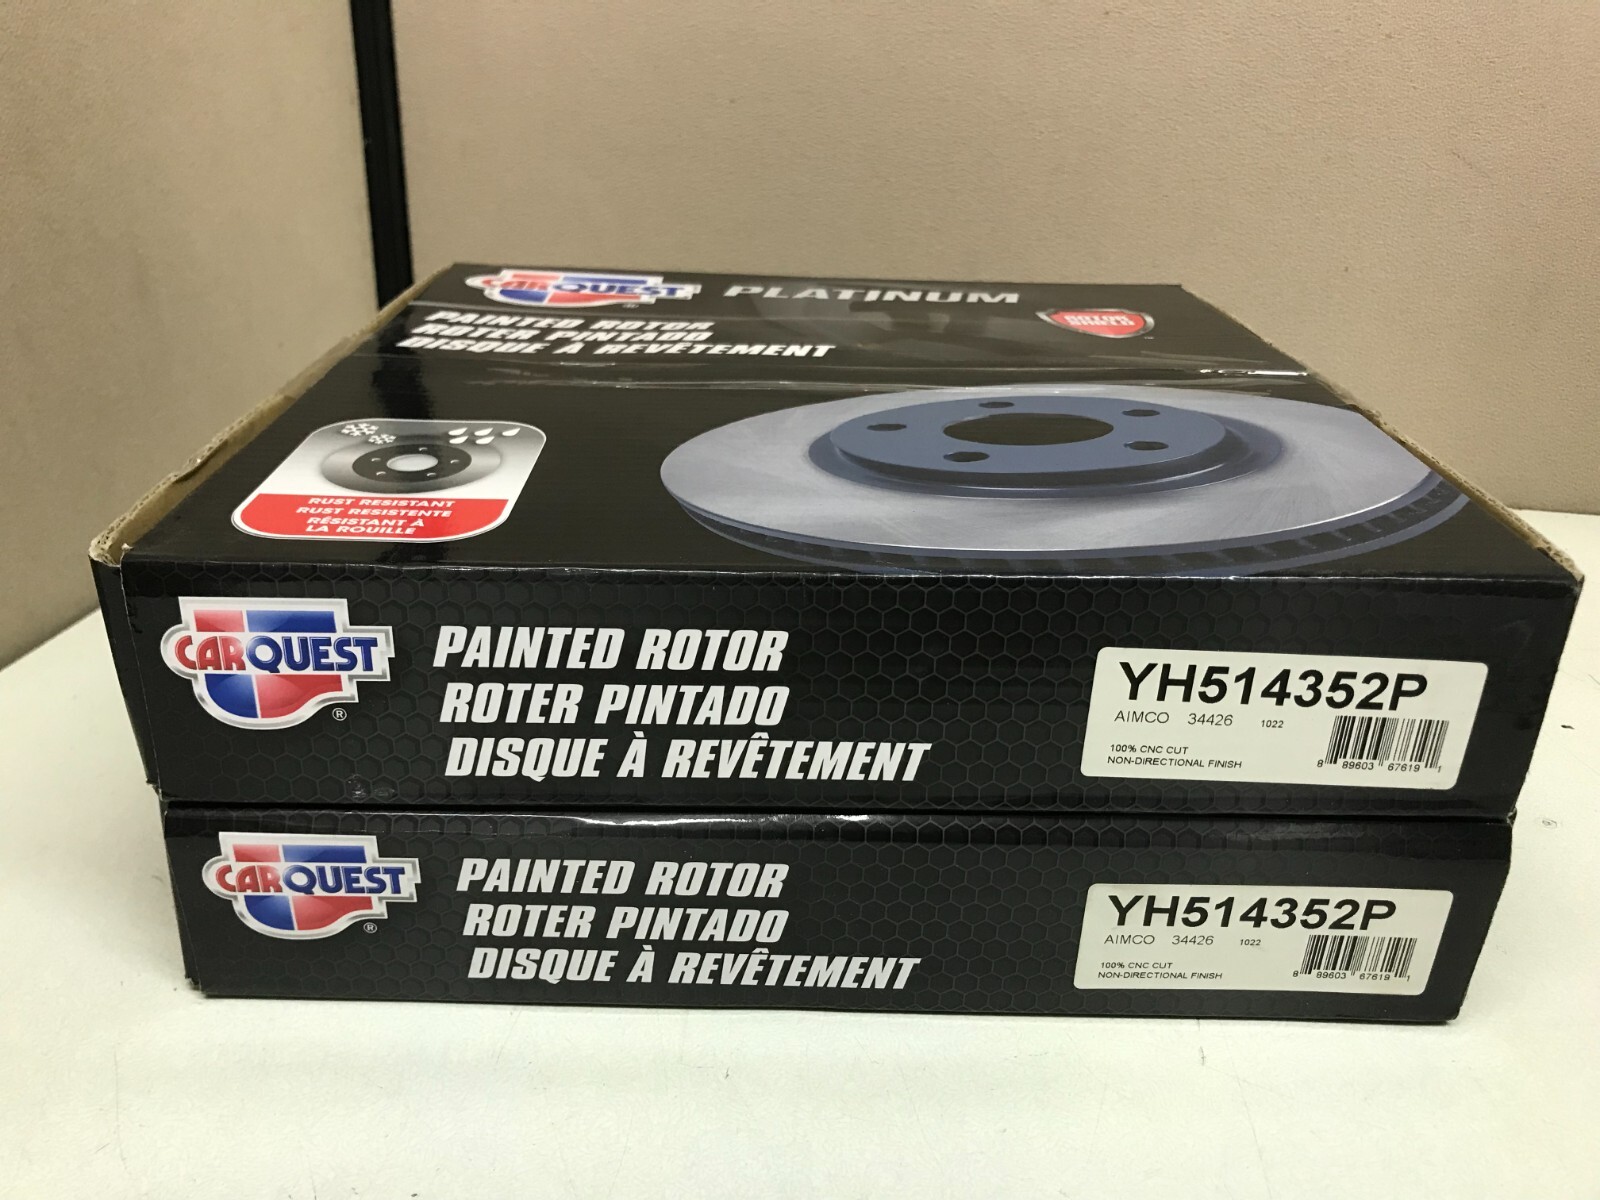 CARQUEST PLATINUM
PAINTED ROTOR
ROTER PINTADO
DISQUE À REVÊTEMENT
ROTOR
SHIELD
RUST RESISTANT
RUST RESISTENTE
RÉSISTANT À
LA ROUILLE
CARQUEST
®
PAINTED ROTOR
ROTER PINTADO
DISQUE À REVÊTEMENT
YH514352P
AIMCO 34426 1022
100% CNC CUT
NON-DIRECTIONAL FINISH
8 89603 67619 1
CARQUEST
®
PAINTED ROTOR
ROTER PINTADO
DISQUE À REVÊTEMENT
YH514352P
AIMCO 34426 1022
100% CNC CUT
NON-DIRECTIONAL FINISH
8 89603 67619 1